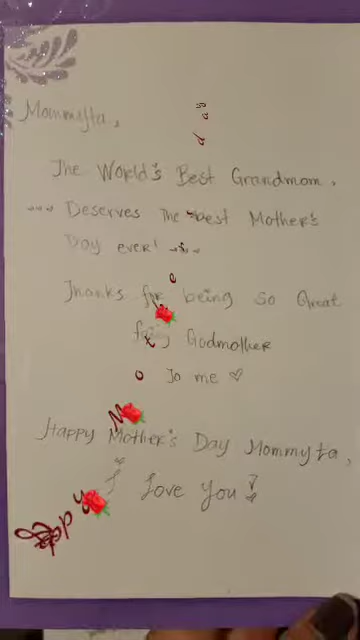 Mommyta,
The World's Best Grandmom,
Deserves The best Mother's
Day ever!
Thanks for being so Great
fairy Godmother
To me
Happy Mother's Day Mommyta,
I Love You!